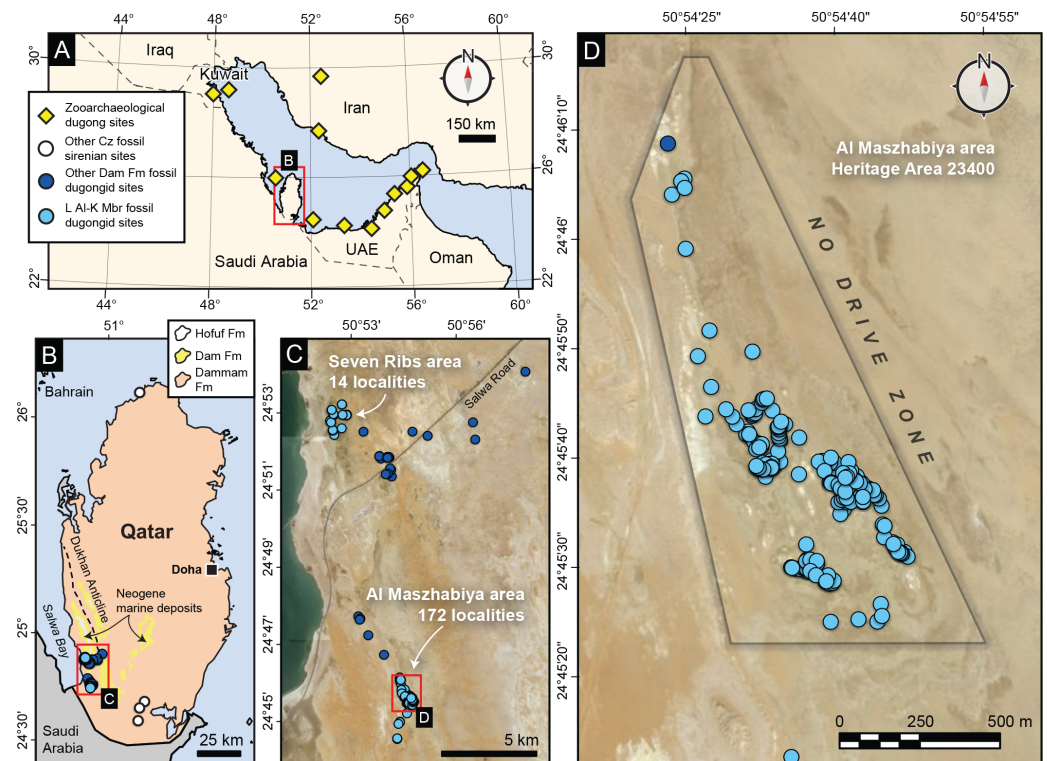 44°
48°
52°
56°
60°
A
30°
30°
Iraq
Kuwait
Iran
N
150 km
Zooarchaeological
dugong sites
Other Cz fossil
sirenian sites
Other Dam Fm fossil
dugongid sites
L Al-K Mbr fossil
dugongid sites
B
26°
26°
UAE
Saudi Arabia
Oman
22°
22°
44°
48°
52°
56°
60°
51°
B
Hofuf Fm
Dam Fm
Dammam
Fm
Bahrain
26°
25°30'
25°
24°30'
Qatar
Doha
Dukhan Anticline
Neogene
marine deposits
Salwa Bay
C
Saudi
Arabia
25 km
50°53'
50°56'
C
Seven Ribs area
14 localities
Salwa Road
24°53'
24°51'
24°49'
24°47'
24°45'
Al Maszhabiya area
172 localities
D
5 km
50°54'25"
50°54'40"
50°54'55"
D
N
24°46'10"
24°46'
24°45'50"
24°45'40"
24°45'30"
24°45'20"
Al Maszhabiya area
Heritage Area 23400
NO DRIVE ZONE
0
250
500 m